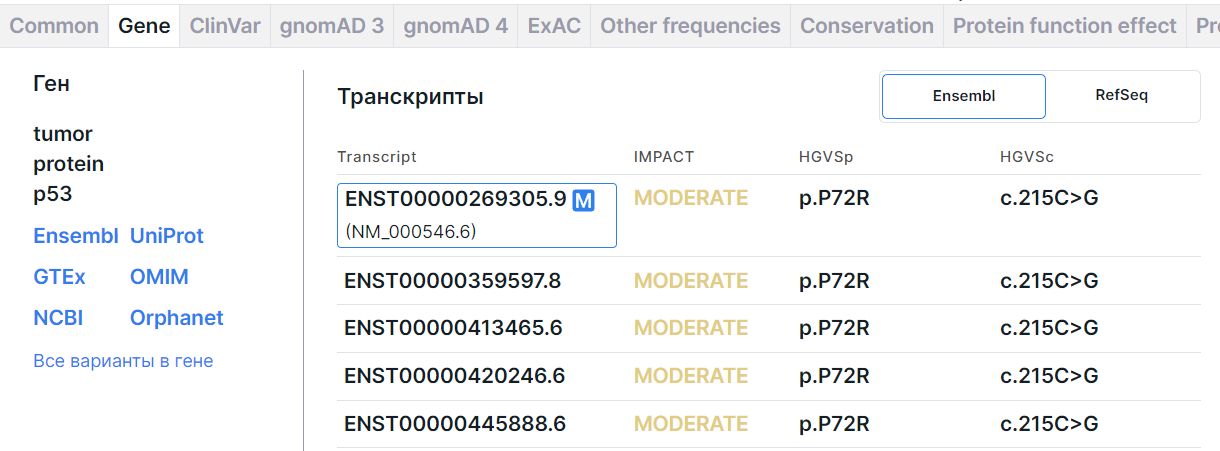 Common Gene ClinVar gnomAD 3 gnomAD 4 ExAC Other frequencies Conservation Protein function effect
Ген
tumor
protein
p53
Ensembl UniProt
GTEx OMIM
NCBI Orphanet
Все варианты в гене
Транскрипты
Ensembl RefSeq
Transcript IMPACT HGVSp HGVSc
ENST00000269305.9 M MODERATE p.P72R c.215C>G
(NM_000546.6)
ENST00000359597.8 MODERATE p.P72R c.215C>G
ENST00000413465.6 MODERATE p.P72R c.215C>G
ENST00000420246.6 MODERATE p.P72R c.215C>G
ENST00000445888.6 MODERATE p.P72R c.215C>G